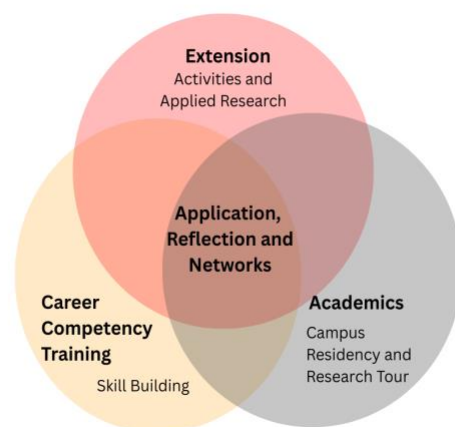 Extension
Activities and
Applied Research
Application,
Reflection and
Networks
Career
Competency
Training
Skill Building
Academics
Campus
Residency and
Research Tour